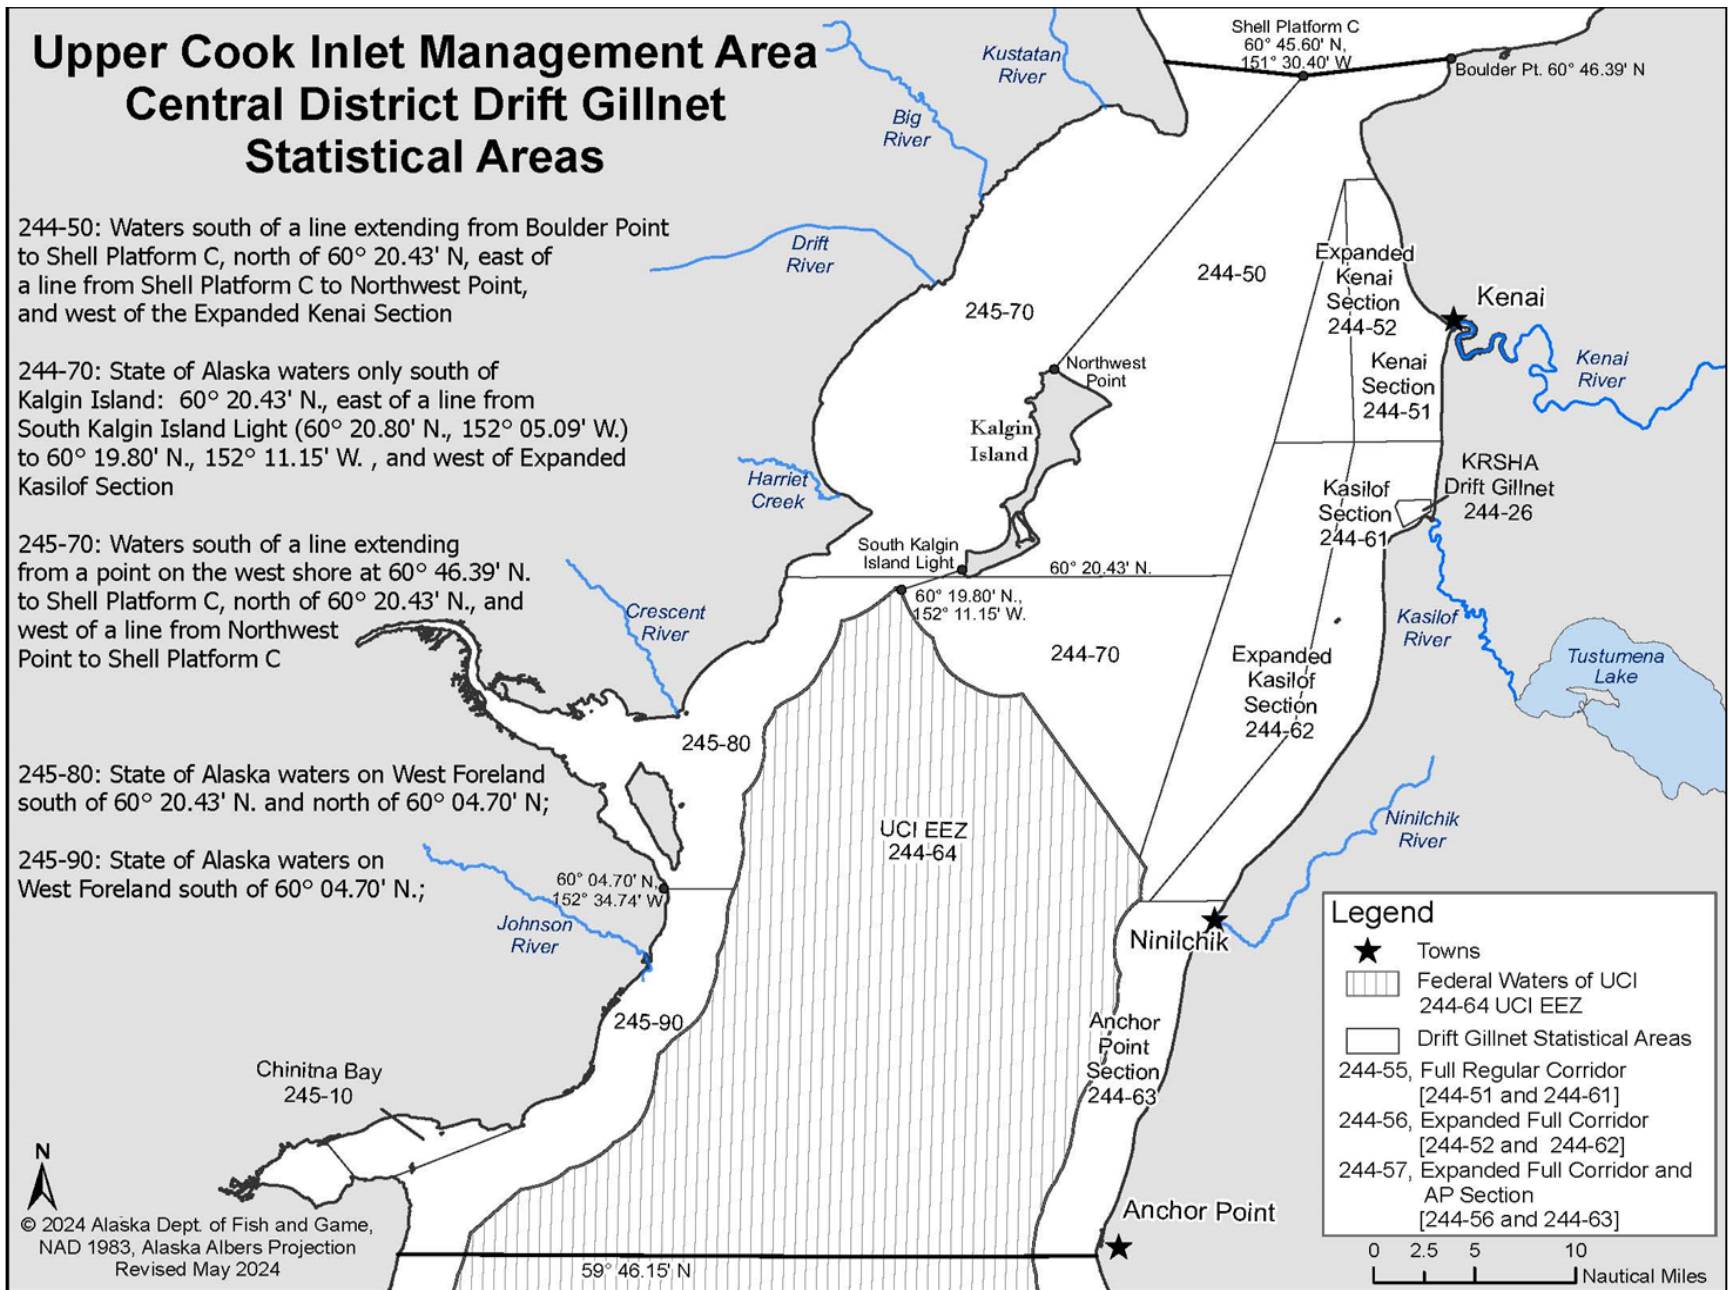 Upper Cook Inlet Management Area
Central District Drift Gillnet
Statistical Areas
244-50: Waters south of a line extending from Boulder Point
to Shell Platform C, north of 60° 20.43' N, east of
a line from Shell Platform C to Northwest Point,
and west of the Expanded Kenai Section
244-70: State of Alaska waters only south of
Kalgin Island:  60° 20.43' N., east of a line from
South Kalgin Island Light (60° 20.80' N., 152° 05.09' W.)
to 60° 19.80' N., 152° 11.15' W. , and west of Expanded
Kasilof Section
245-70: Waters south of a line extending
from a point on the west shore at 60° 46.39' N.
to Shell Platform C, north of 60° 20.43' N., and
west of a line from Northwest
Point to Shell Platform C
245-80: State of Alaska waters on West Foreland
south of 60° 20.43' N. and north of 60° 04.70' N;
245-90: State of Alaska waters on
West Foreland south of 60° 04.70' N.;
Shell Platform C
60° 45.60' N,
151° 30.40' W
Boulder Pt. 60° 46.39' N
Kustatan
River
Big
River
Drift
River
245-70
244-50
Expanded
Kenai
Section
244-52
Kenai
Kenai
River
Kenai
Section
244-51
Northwest
Point
Kalgin
Island
Harriet
Creek
KRSHA
Drift Gillnet
244-26
Kasilof
Section
244-61
South Kalgin
Island Light
60° 20.43' N.
60° 19.80' N.,
152° 11.15' W.
Crescent
River
Kasilof
River
Tustumena
Lake
244-70
Expanded
Kasilof
Section
244-62
245-80
UCI EEZ
244-64
Ninilchik
River
60° 04.70' N,
152° 34.74' W
Johnson
River
Ninilchik
245-90
Anchor
Point
Section
244-63
Chinitna Bay
245-10
Anchor Point
59° 46.15' N
N
© 2024 Alaska Dept. of Fish and Game,
NAD 1983, Alaska Albers Projection
Revised May 2024
Legend
Towns
Federal Waters of UCI
244-64 UCI EEZ
Drift Gillnet Statistical Areas
244-55, Full Regular Corridor
[244-51 and 244-61]
244-56, Expanded Full Corridor
[244-52 and  244-62]
244-57, Expanded Full Corridor and
AP Section
[244-56 and 244-63]
0 2.5 5 10
Nautical Miles